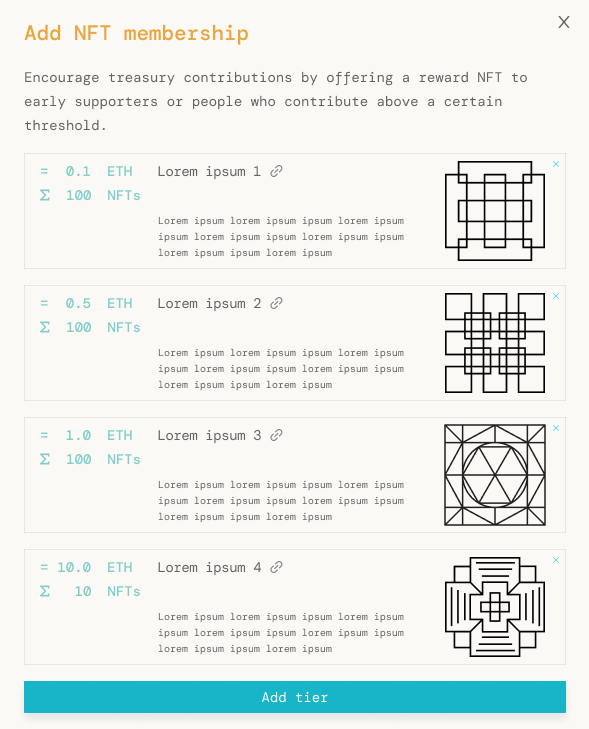 Add NFT membership
X
Encourage treasury contributions by offering a reward NFT to
early supporters or people who contribute above a certain
threshold.
= 0.1 ETH Lorem ipsum 1
Σ 100 NFTs
Lorem ipsum lorem ipsum ipsum lorem ipsum
ipsum lorem ipsum lorem ipsum ipsum lorem
ipsum ipsum lorem ipsum
= 0.5 ETH Lorem ipsum 2
Σ 100 NFTs
Lorem ipsum lorem ipsum ipsum lorem ipsum
lorem ipsum lorem ipsum lorem ipsum ipsum
lorem ipsum ipsum lorem ipsum
= 1.0 ETH Lorem ipsum 3
Σ 100 NFTs
Lorem ipsum lorem ipsum ipsum lorem ipsum
ipsum lorem ipsum lorem ipsum ipsum ipsum
lorem ipsum ipsum lorem ipsum
= 10.0 ETH Lorem ipsum 4
Σ 10 NFTs
Lorem ipsum lorem ipsum ipsum lorem ipsum
ipsum lorem ipsum lorem ipsum ipsum ipsum
lorem ipsum ipsum lorem ipsum
Add tier